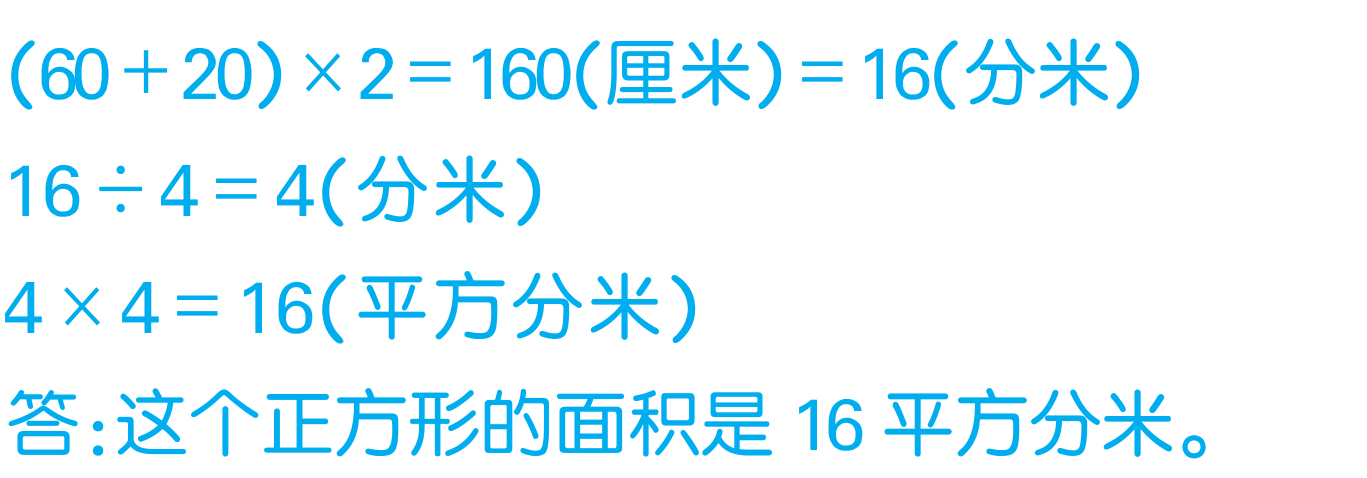 (60+20)×2=160(厘米)=16(分米)
16÷4=4(分米)
4×4=16(平方分米)
答:这个正方形的面积是 16 平方分米。